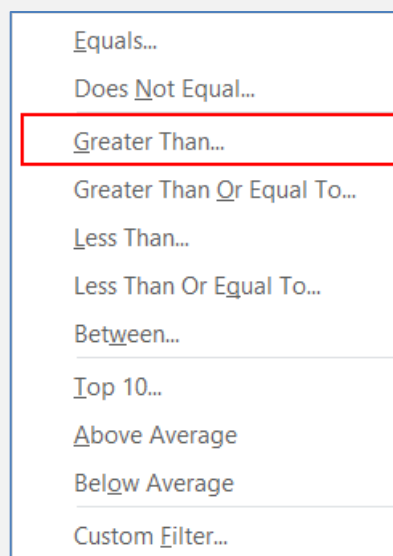 Equals...
Does Not Equal...
Greater Than...
Greater Than Or Equal To...
Less Than...
Less Than Or Equal To...
Between...
Top 10...
Above Average
Below Average
Custom Filter...